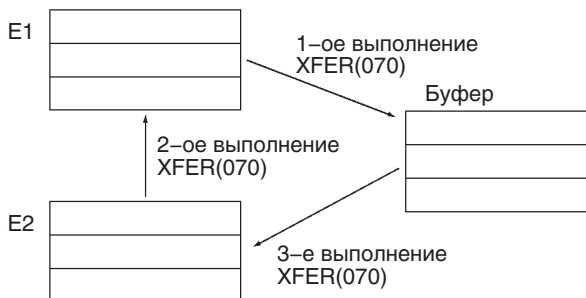 E1
1–ое выполнение
XFER(070)
Буфер
2–ое выполнение
XFER(070)
E2
3–е выполнение
XFER(070)